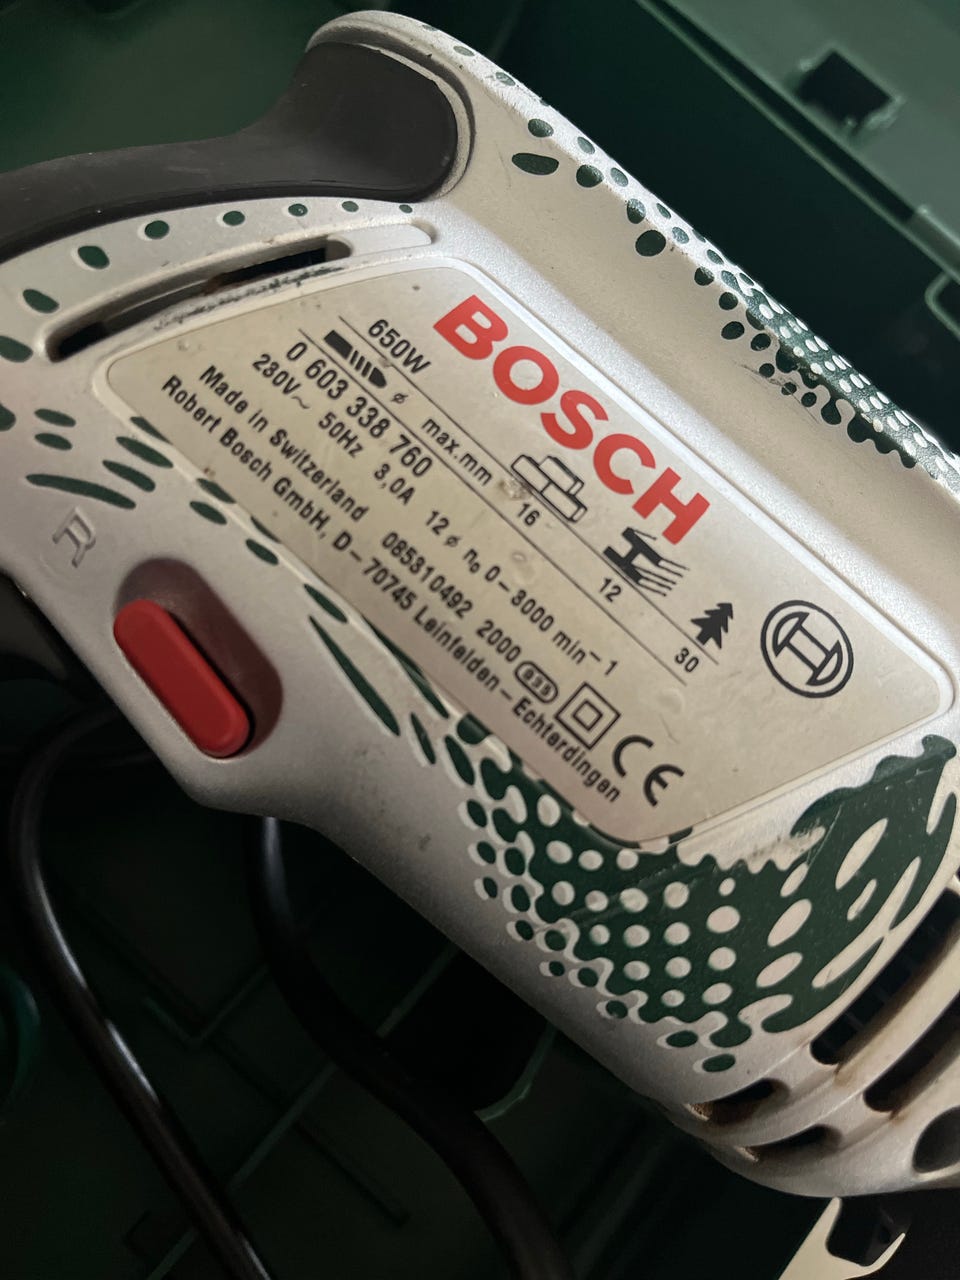 BOSCH
650W
ø max.mm 16 12 30
0 603 338 760
230V~ 50Hz 3,0A 12 ø n₀ 0-3000 min-1
Made in Switzerland 085310492 2000
Robert Bosch GmbH, D-70745 Leinfelden-Echterdingen
CE
R